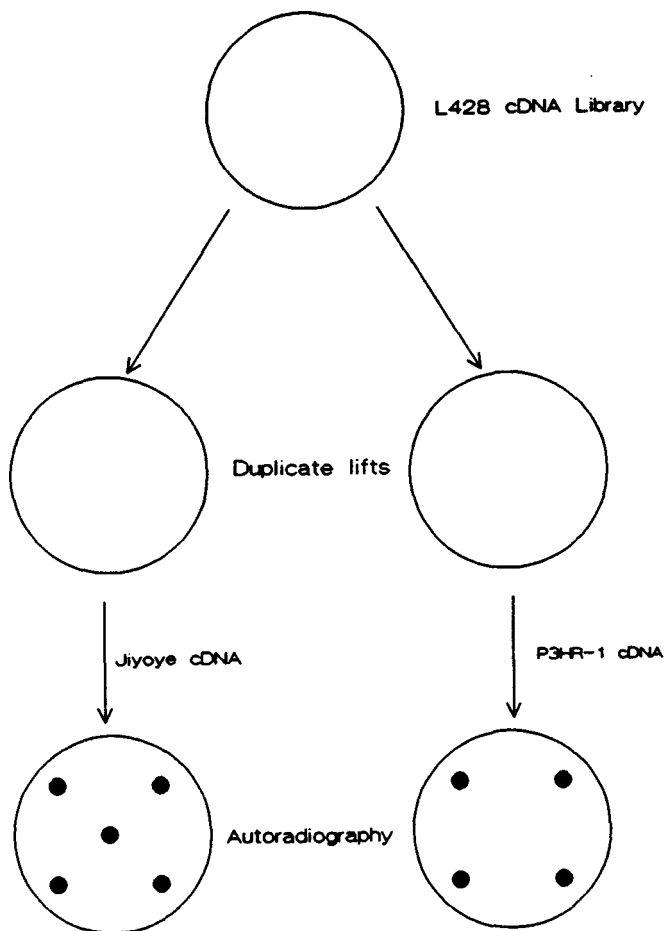 L428 cDNA Library
Duplicate lifts
Jiyoye cDNA
P3HR-1 cDNA
Autoradiography